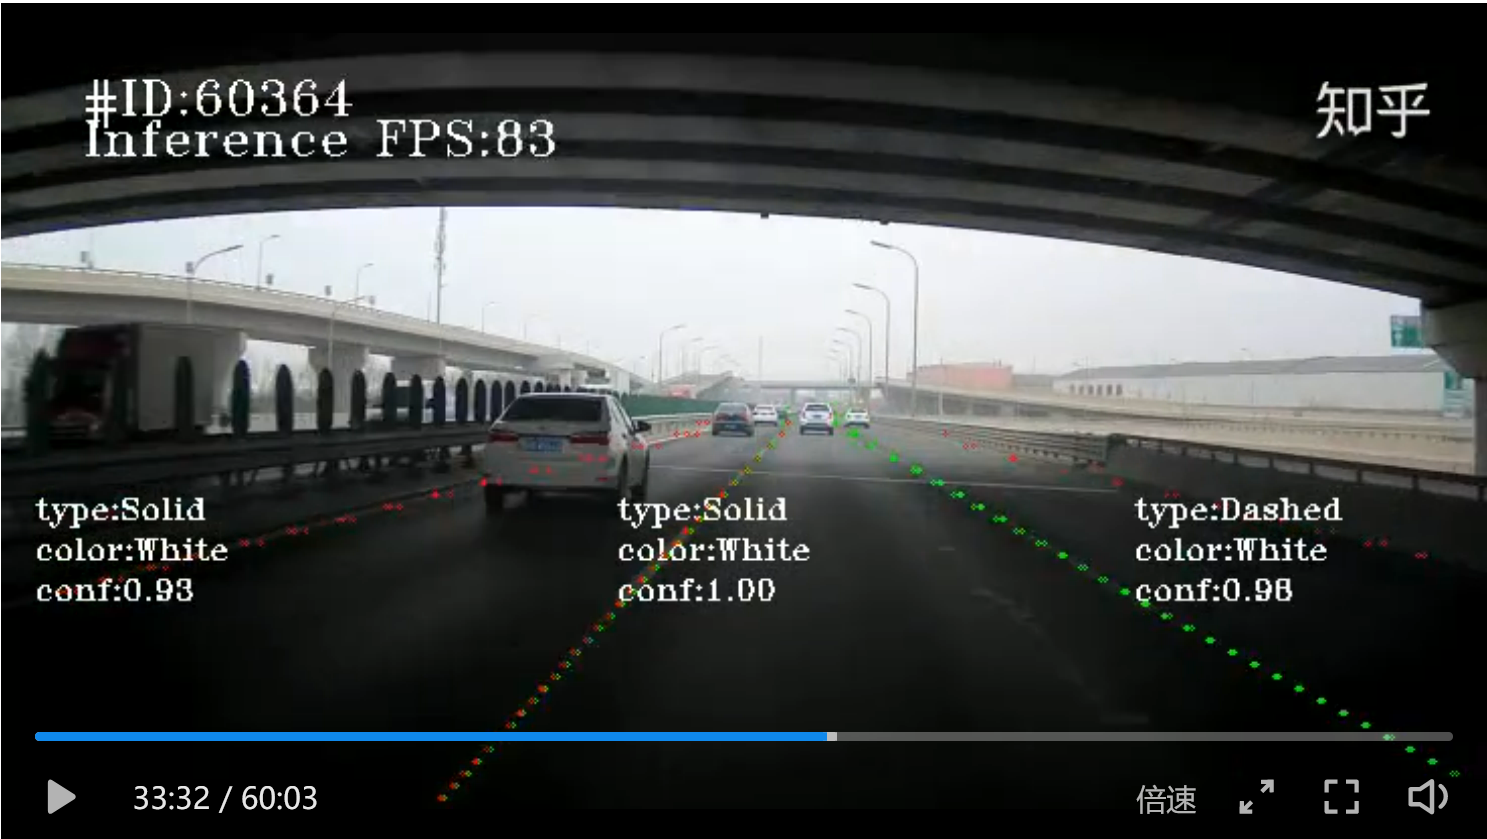 #ID:60364
知乎
Inference FPS:83
type:Solid
color:White
conf:0.93
type:Solid
color:White
conf:1.00
type:Dashed
color:White
conf:0.98
33:32 / 60:03
倍速